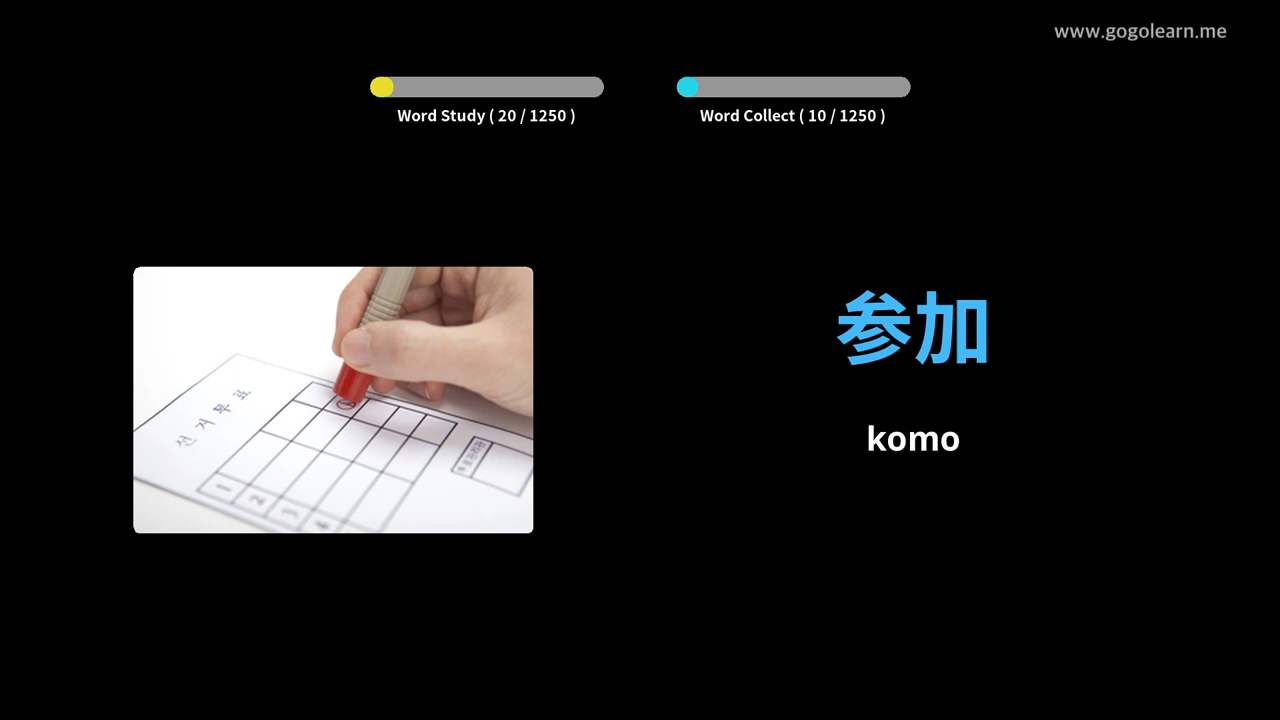 www.gogolearn.me
Word Study ( 20 / 1250 )
Word Collect ( 10 / 1250 )
参加
komo
선거투표
1
2
3
4